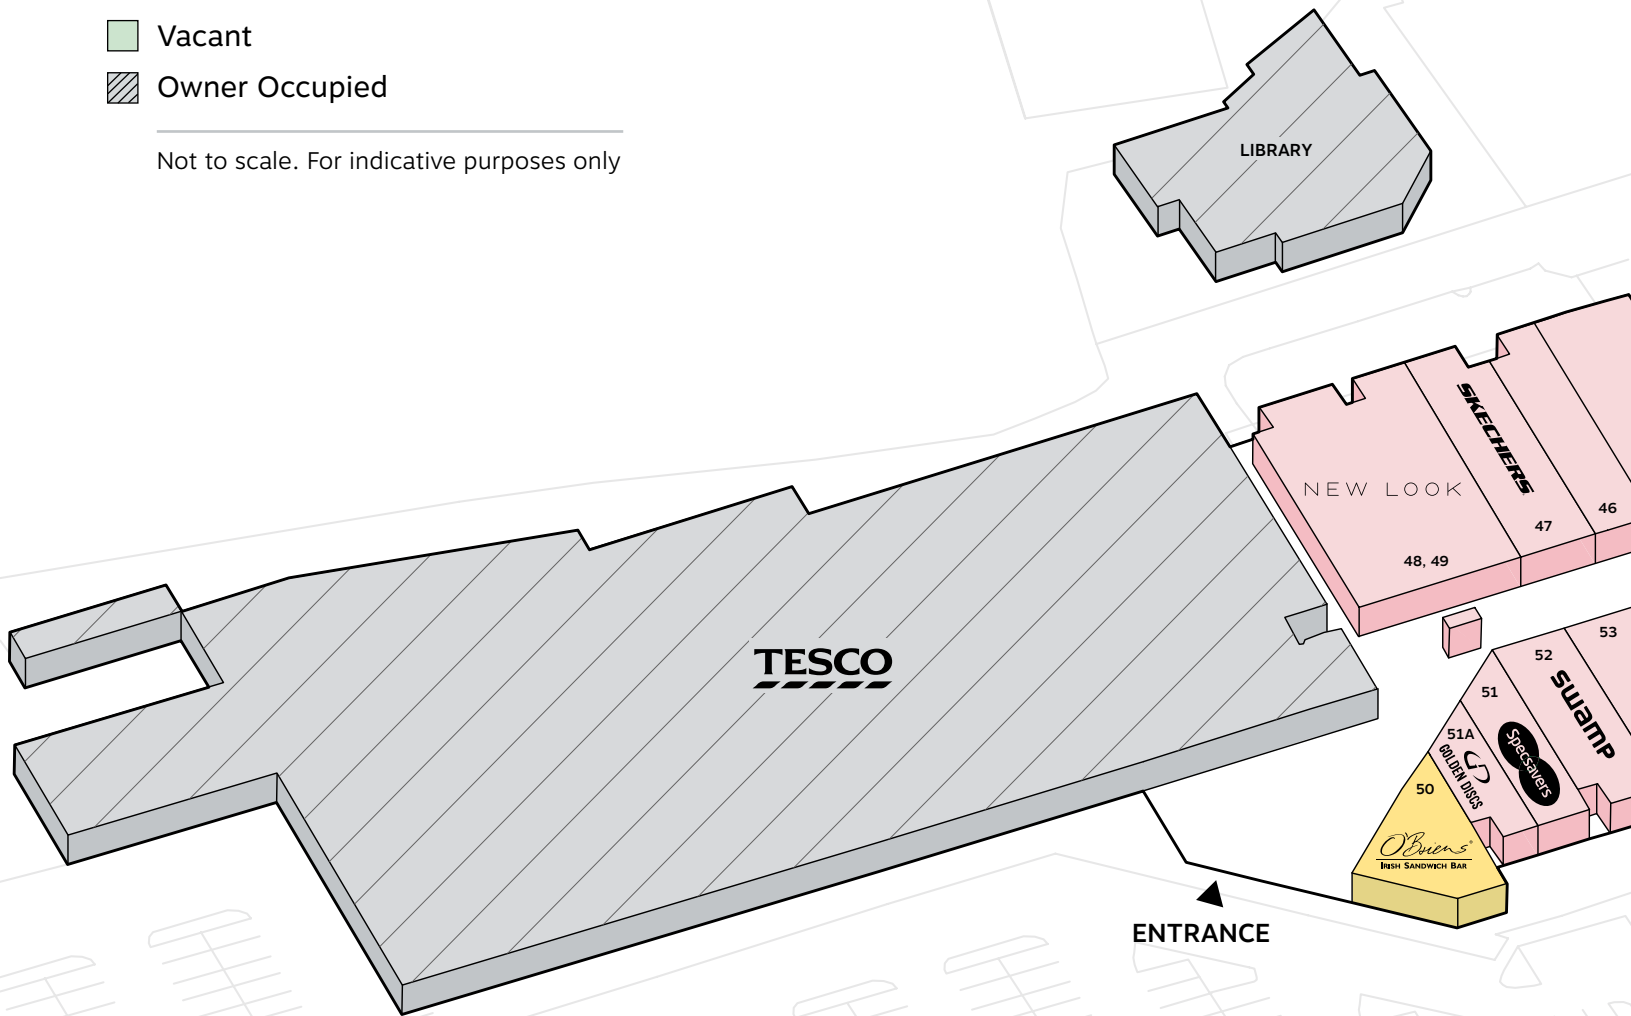 Vacant
Owner Occupied
Not to scale. For indicative purposes only
LIBRARY
SKECHERS
NEW LOOK
46
47
48, 49
53
52
swamp
TESCO
51
Specsavers
51A
GD
GOLDEN DISCS
50
O'Briens
IRISH SANDWICH BAR
ENTRANCE